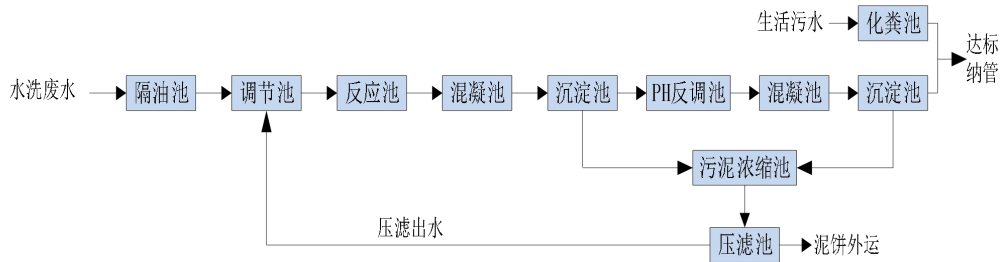 生活污水
化粪池
达标
纳管
水洗废水
隔油池
调节池
反应池
混凝池
沉淀池
PH反调池
混凝池
沉淀池
污泥浓缩池
压滤出水
压滤池
泥饼外运